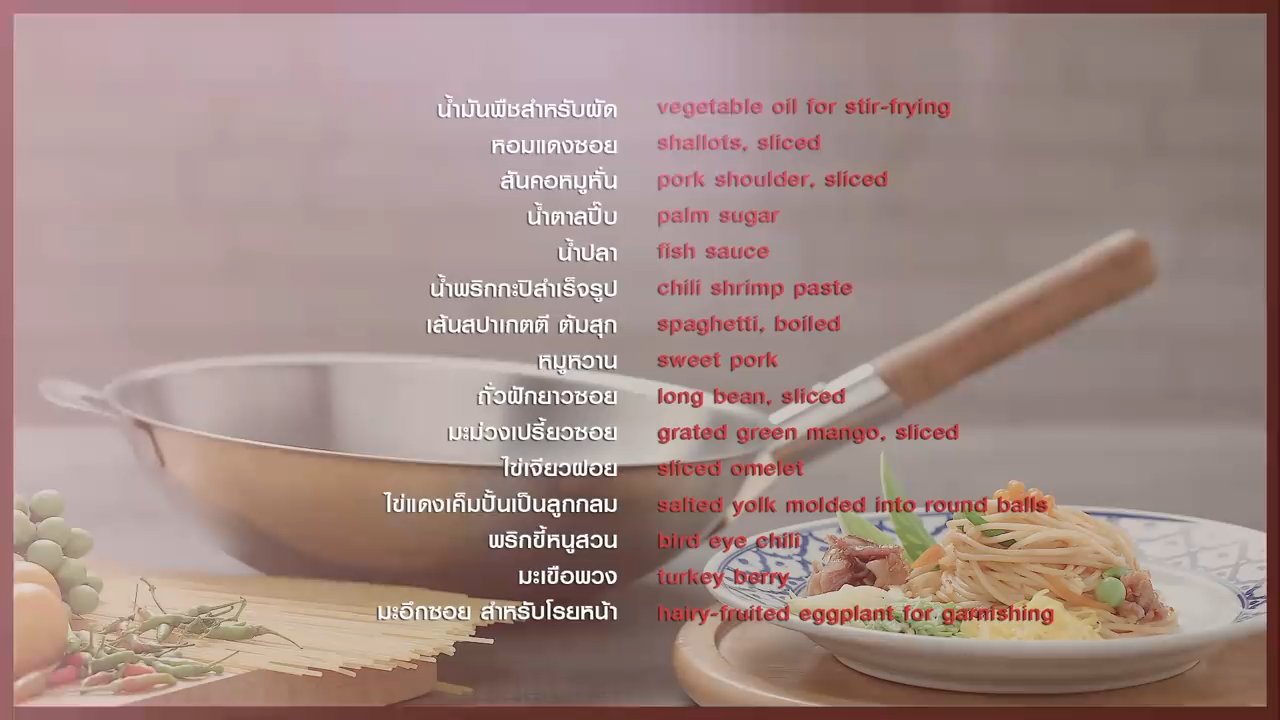 น้ำมันพืชสำหรับผัด vegetable oil for stir-frying
หอมแดงซอย shallots, sliced
สันคอหมูหั่น pork shoulder, sliced
น้ำตาลปี๊บ palm sugar
น้ำปลา fish sauce
น้ำพริกกะปิสำเร็จรูป chili shrimp paste
เส้นสปาเกตตี ต้มสุก spaghetti, boiled
หมูหวาน sweet pork
ถั่วฝักยาวซอย long bean, sliced
มะม่วงเปรี้ยวซอย grated green mango, sliced
ไข่เจียวฝอย sliced omelet
ไข่แดงเค็มปั้นเป็นลูกกลม salted yolk molded into round balls
พริกขี้หนูสวน bird eye chili
มะเขือพวง turkey berry
มะอึกซอย สำหรับโรยหน้า hairy-fruited eggplant for garnishing